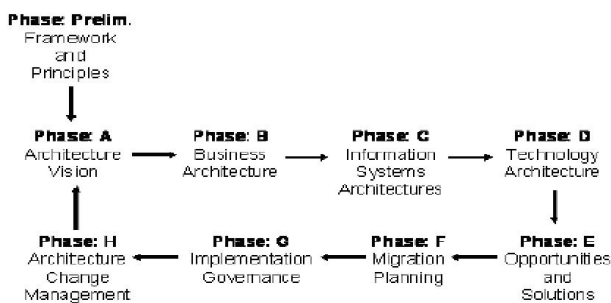 Phase: Prelim.
Framework
and
Principles
Phase: A
Architecture
Vision
Phase: B
Business
Architecture
Phase: C
Information
Systems
Architectures
Phase: D
Technology
Architecture
Phase: H
Architecture
Change
Management
Phase: G
Implementation
Governance
Phase: F
Migration
Planning
Phase: E
Opportunities
and
Solutions